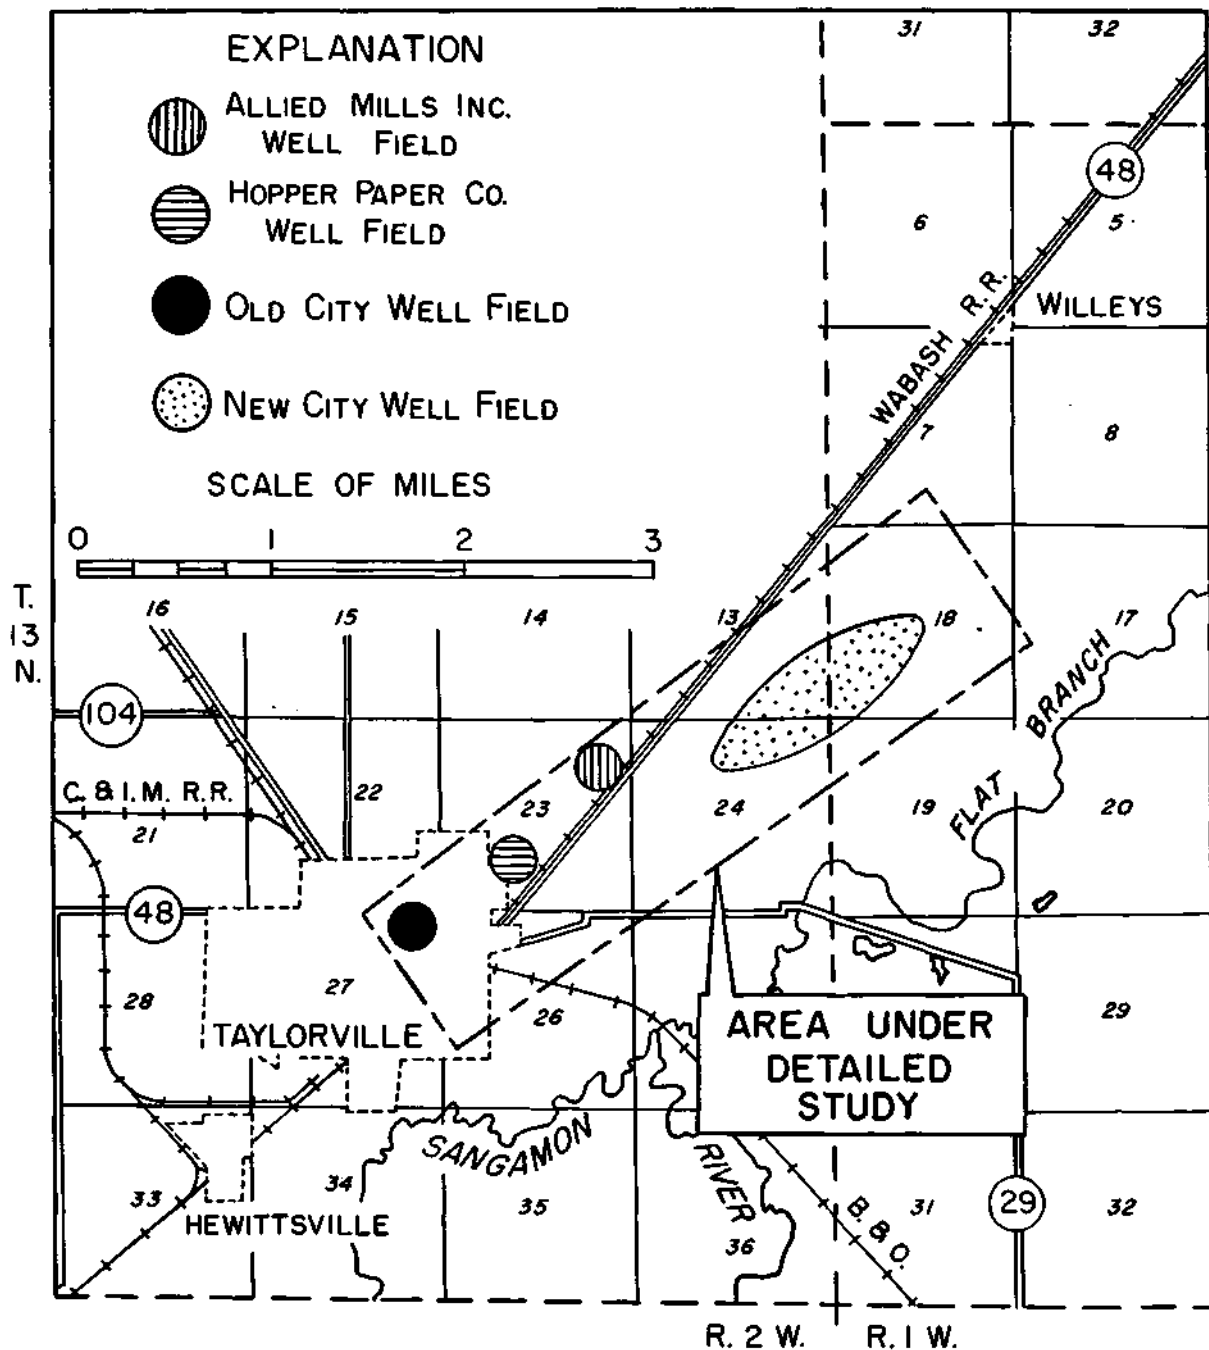 EXPLANATION
ALLIED MILLS INC.
WELL FIELD
HOPPER PAPER CO.
WELL FIELD
OLD CITY WELL FIELD
NEW CITY WELL FIELD
SCALE OF MILES
0 1 2 3
31 32
48
6 5
WABASH R. R.
WILLEYS
7 8
T.
13
N.
16 15 14 13 18 17
104
C. & I. M. R.R.
21 22 23 24 19 20
FLAT BRANCH
48
28 27 26 29
TAYLORVILLE
AREA UNDER
DETAILED
STUDY
SANGAMON RIVER
33 34 35 36 31 32
HEWITTSVILLE
B. & O.
29
R. 2 W. R. 1 W.